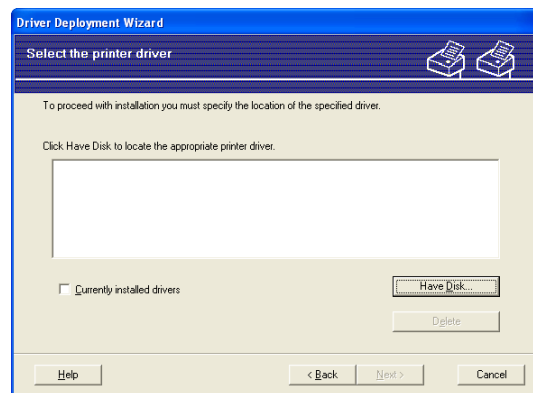 Driver Deployment Wizard
Select the printer driver
To proceed with installation you must specify the location of the specified driver.
Click Have Disk to locate the appropriate printer driver.
Currently installed drivers
Have Disk...
Delete
Help
< Back
Next >
Cancel